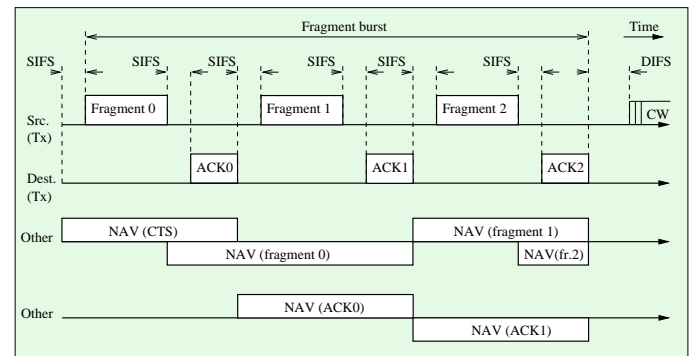 Fragment burst
Time
SIFS SIFS SIFS SIFS SIFS SIFS DIFS
Fragment 0 Fragment 1 Fragment 2 CW
Src.
(Tx)
ACK0 ACK1 ACK2
Dest.
(Tx)
NAV (CTS) NAV (fragment 1)
Other
NAV (fragment 0) NAV(fr.2)
NAV (ACK0)
Other
NAV (ACK1)